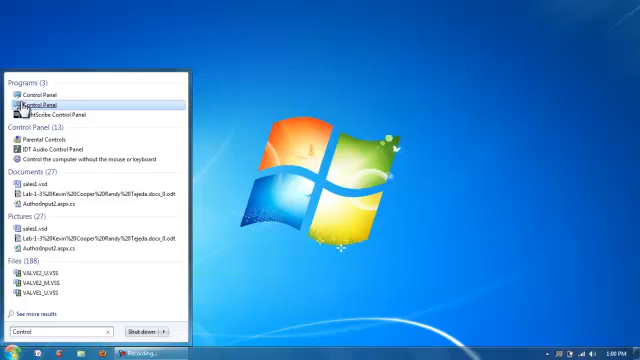 Programs (3)
Control Panel
Control Panel
LightScribe Control Panel
Control Panel (13)
Parental Controls
IDT Audio Control Panel
Control the computer without the mouse or keyboard
Documents (27)
sales1.vsd
Lab-1-3%20Kevin%20Cooper%20Randy%20Tejeda.docx_0.odt
AuthorInput2.aspx.cs
Pictures (27)
sales1.vsd
Lab-1-3%20Kevin%20Cooper%20Randy%20Tejeda.docx_0.odt
AuthorInput2.aspx.cs
Files (188)
VALVE2_U.VSS
VALVE2_M.VSS
VALVE1_U.VSS
See more results
Control
Shut down
Recording...
1:00 PM